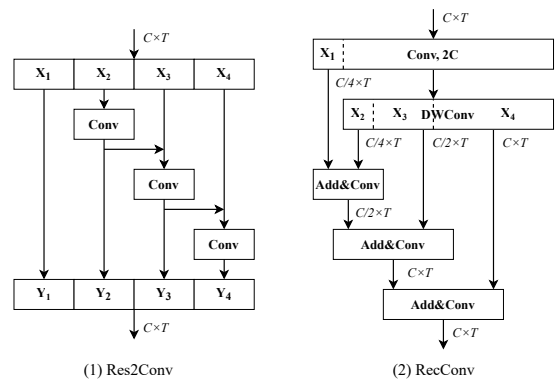 C×T
X1 X2 X3 X4
Conv
Conv
Conv
Y1 Y2 Y3 Y4
C×T
(1) Res2Conv
C×T
X1 Conv, 2C
C/4×T
X2 X3 DWConv X4
C/4×T C/2×T C×T
Add&Conv
C/2×T
Add&Conv
C×T
Add&Conv
C×T
(2) RecConv